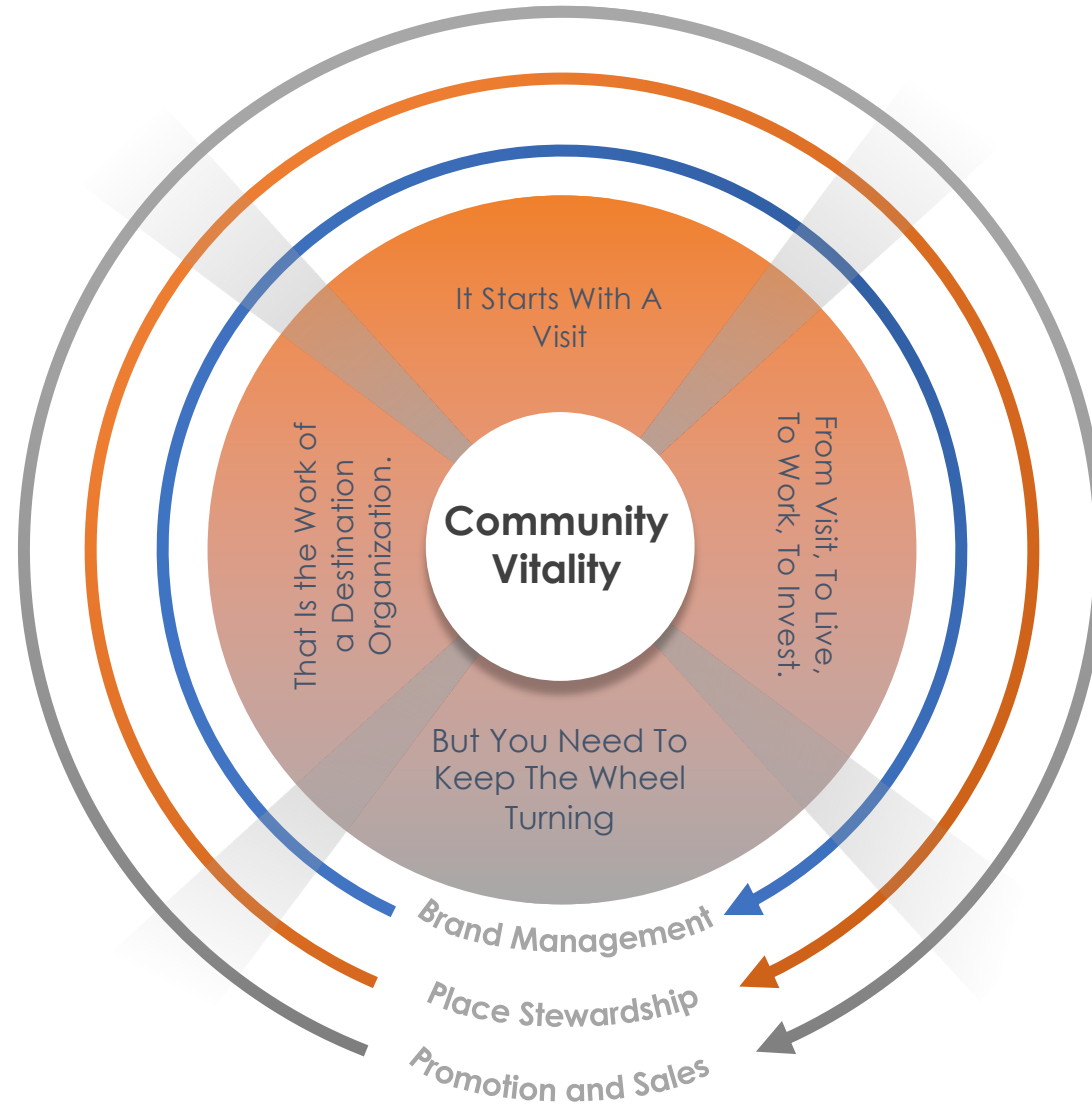 It Starts With A
Visit
From Visit, To Live,
To Work, To Invest.
But You Need To
Keep The Wheel
Turning
That Is the Work of
a Destination
Organization.
Community
Vitality
Brand Management
Place Stewardship
Promotion and Sales